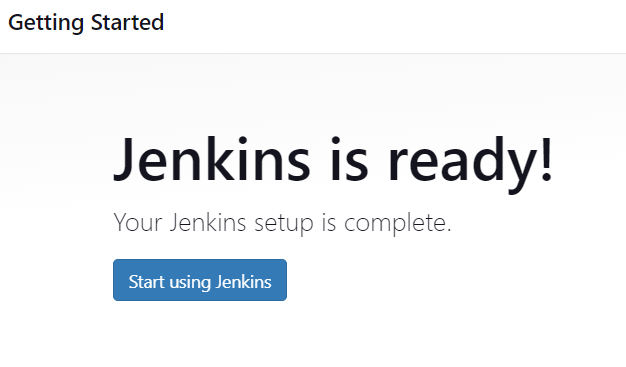 Getting Started
Jenkins is ready!
Your Jenkins setup is complete.
Start using Jenkins